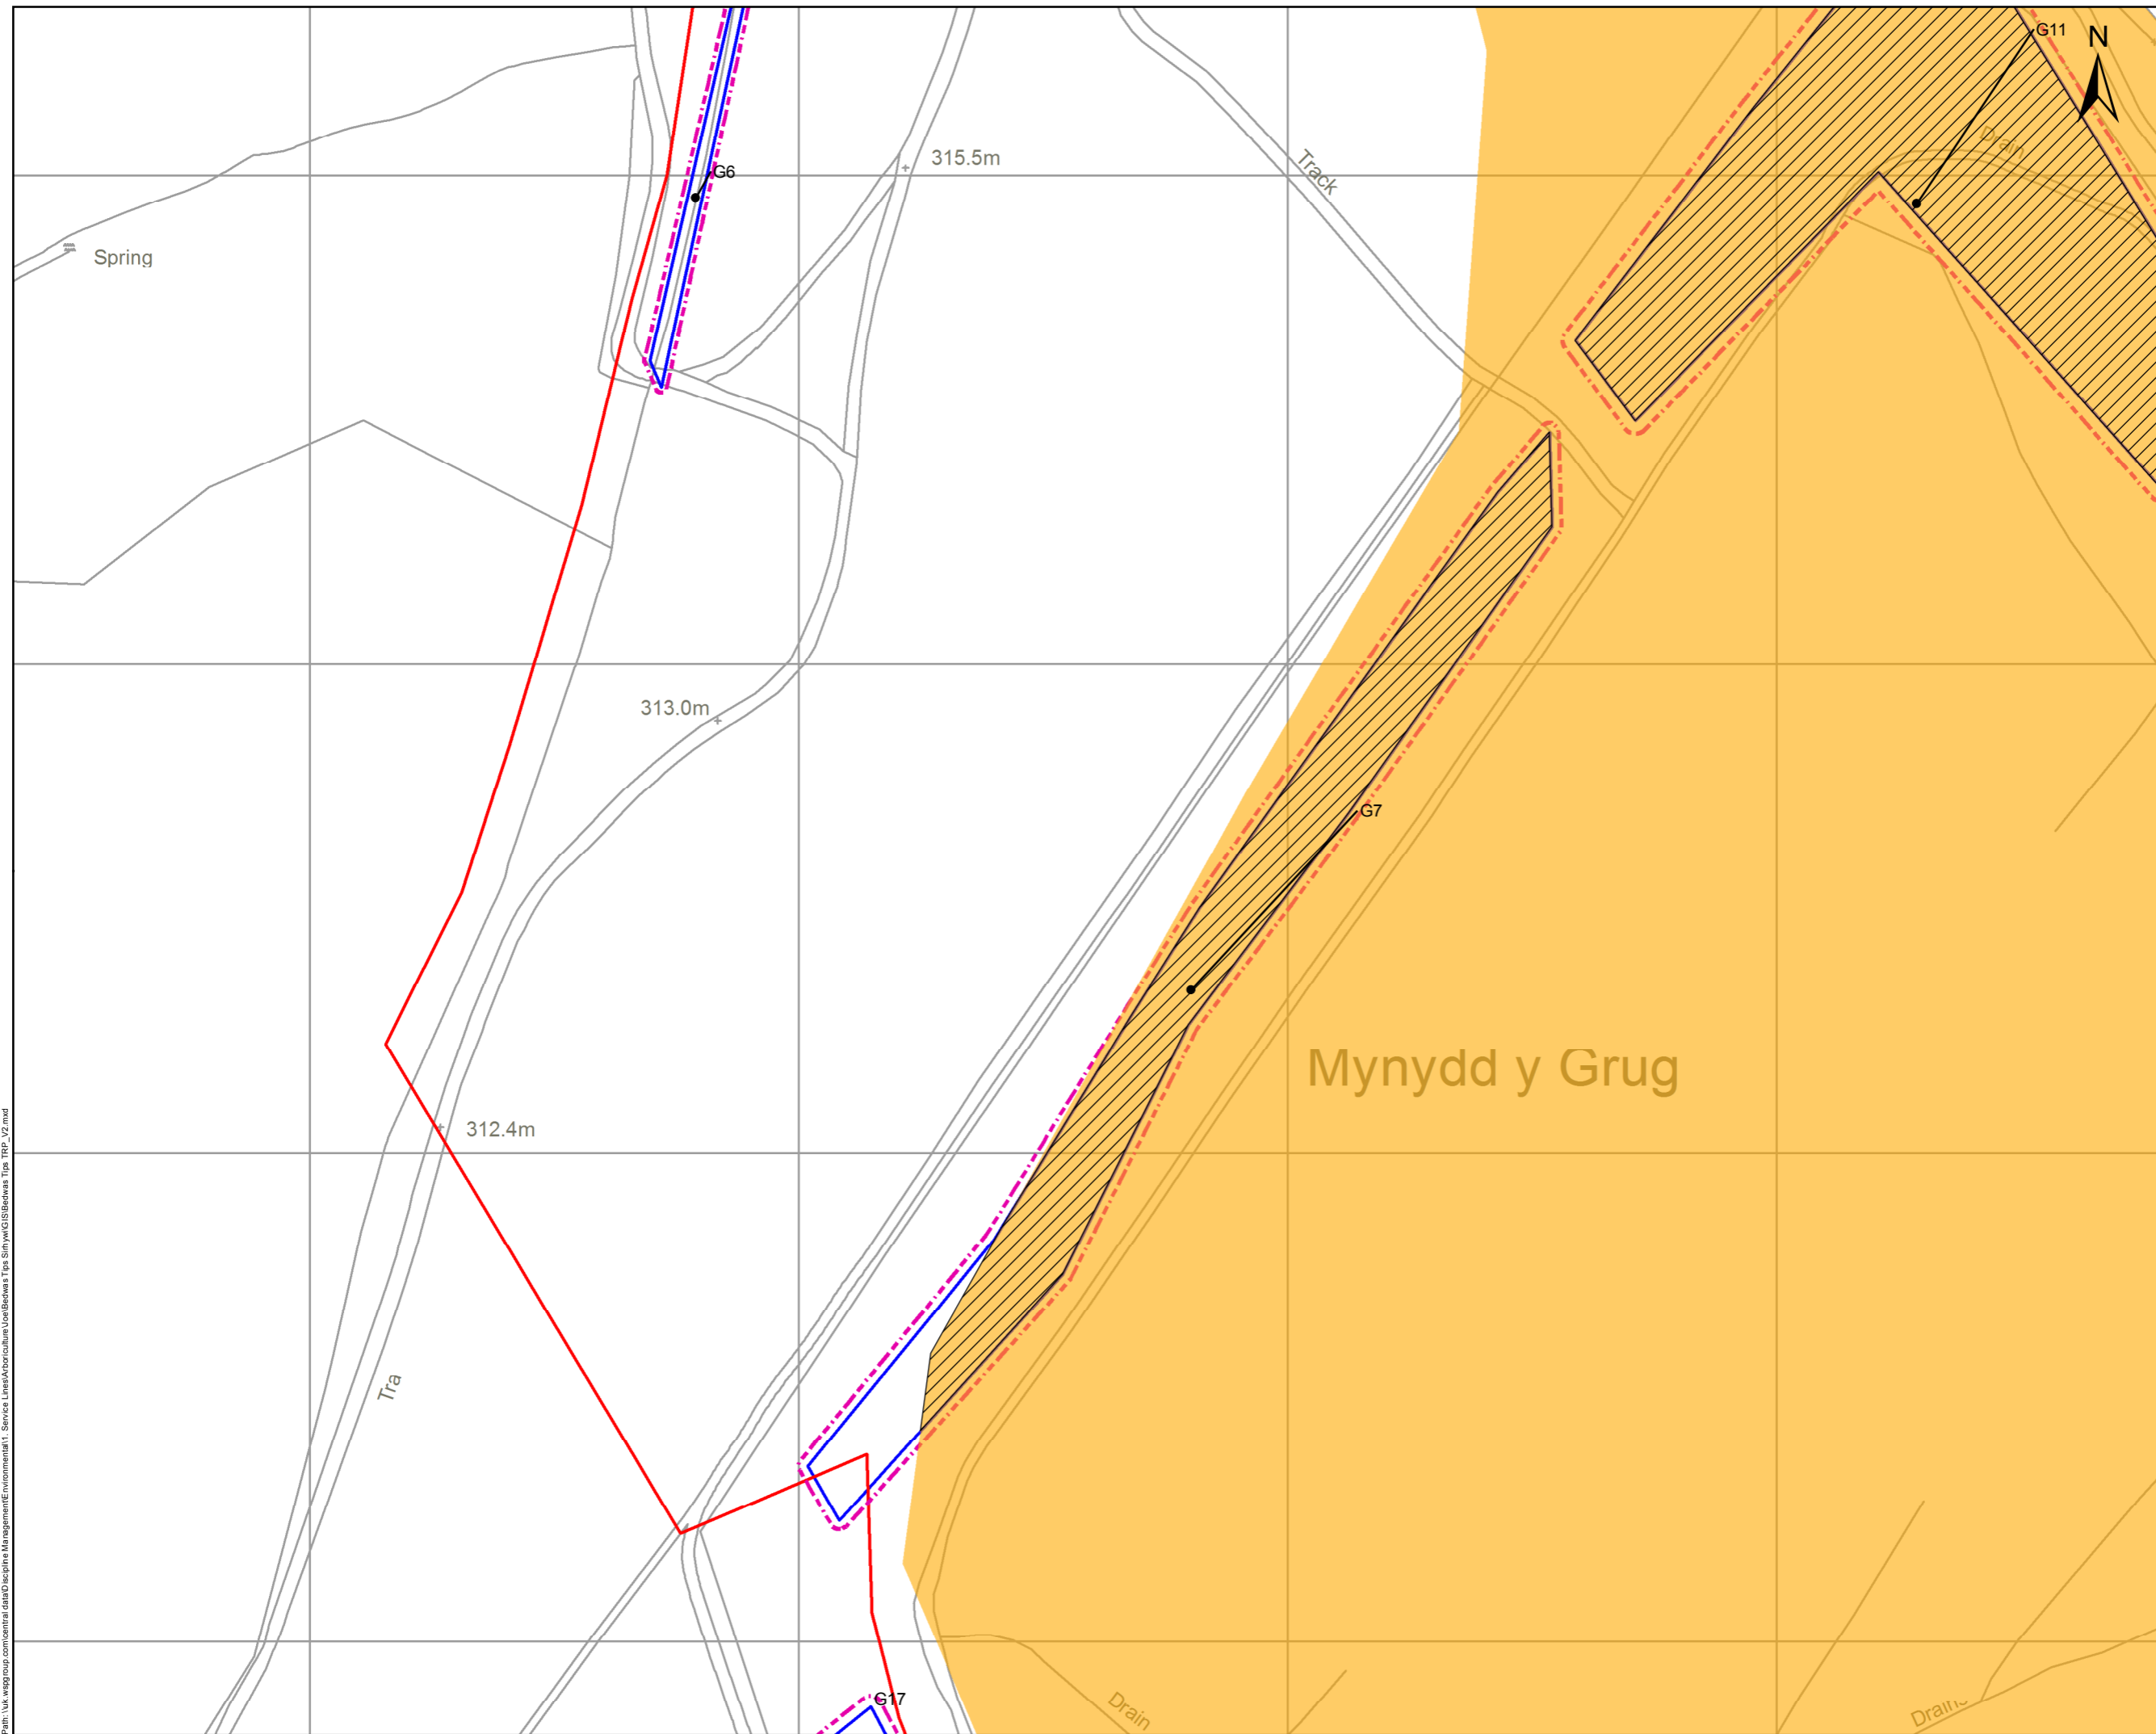 G11
N
Drain
315.5m
Track
G6
Spring
313.0m
G7
Mynydd y Grug
312.4m
Tra
G17
Drain
Drains
Path: \\uk.wspgroup.com\central data\Discipline Management\Environmental\1. Service Lines\Arboriculture\Joe\Bedwas Tips Sirhywi\GIS\Bedwas Tips TRP_V2.mxd